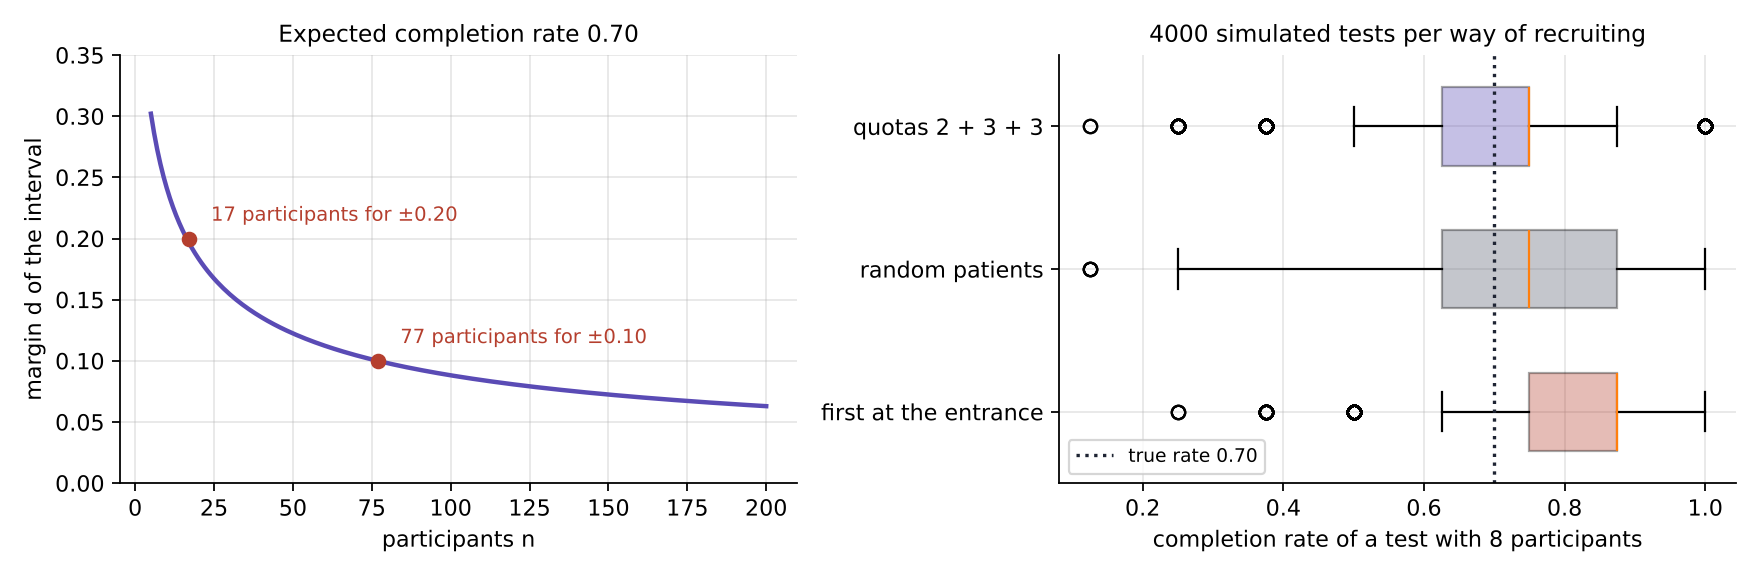 Expected completion rate 0.70
0.35
0.30
0.25
0.20
0.15
0.10
0.05
0.00
margin d of the interval
17 participants for ±0.20
77 participants for ±0.10
0 25 50 75 100 125 150 175 200
participants n
4000 simulated tests per way of recruiting
quotas 2 + 3 + 3
random patients
first at the entrance
true rate 0.70
0.2 0.4 0.6 0.8 1.0
completion rate of a test with 8 participants